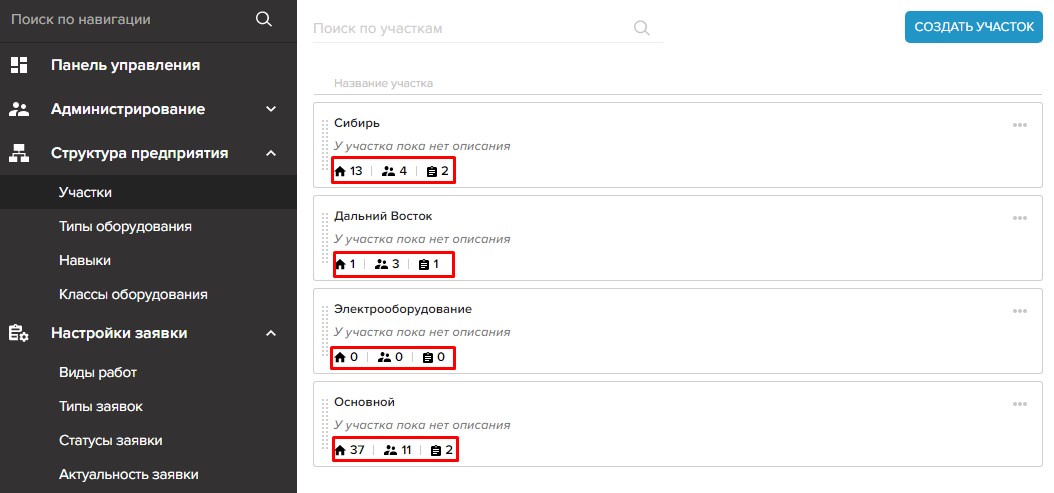 Поиск по навигации
Панель управления
Администрирование
Структура предприятия
Участки
Типы оборудования
Навыки
Классы оборудования
Настройки заявки
Виды работ
Типы заявок
Статусы заявки
Актуальность заявки
Поиск по участкам
СОЗДАТЬ УЧАСТОК
Название участка
Сибирь
У участка пока нет описания
13 4 2
Дальний Восток
У участка пока нет описания
1 3 1
Электрооборудование
У участка пока нет описания
0 0 0
Основной
У участка пока нет описания
37 11 2